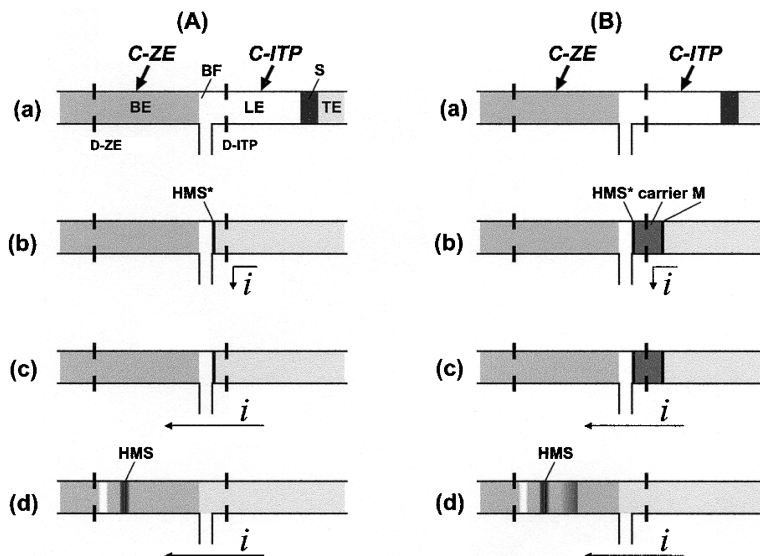 (A)
C-ZE BF C-ITP S
(a) BE LE TE
D-ZE D-ITP
HMS*
(b)
i
(c)
i
HMS
(d)
i
(B)
C-ZE C-ITP
(a)
HMS* carrier M
(b)
i
(c)
i
HMS
(d)
i